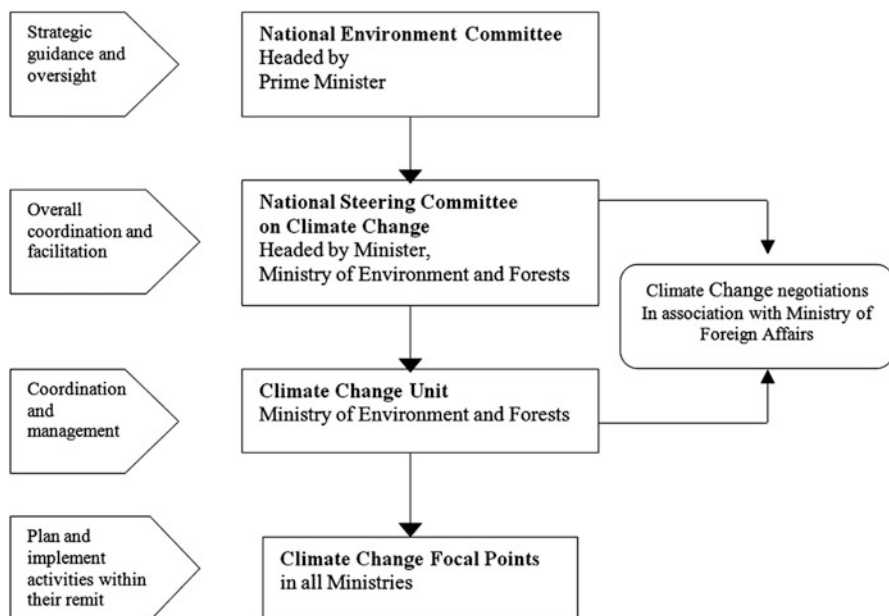 Strategic
guidance and
oversight
National Environment Committee
Headed by
Prime Minister
Overall
coordination and
facilitation
National Steering Committee
on Climate Change
Headed by Minister,
Ministry of Environment and Forests
Climate Change negotiations
In association with Ministry of
Foreign Affairs
Coordination
and
management
Climate Change Unit
Ministry of Environment and Forests
Plan and
implement
activities within
their remit
Climate Change Focal Points
in all Ministries